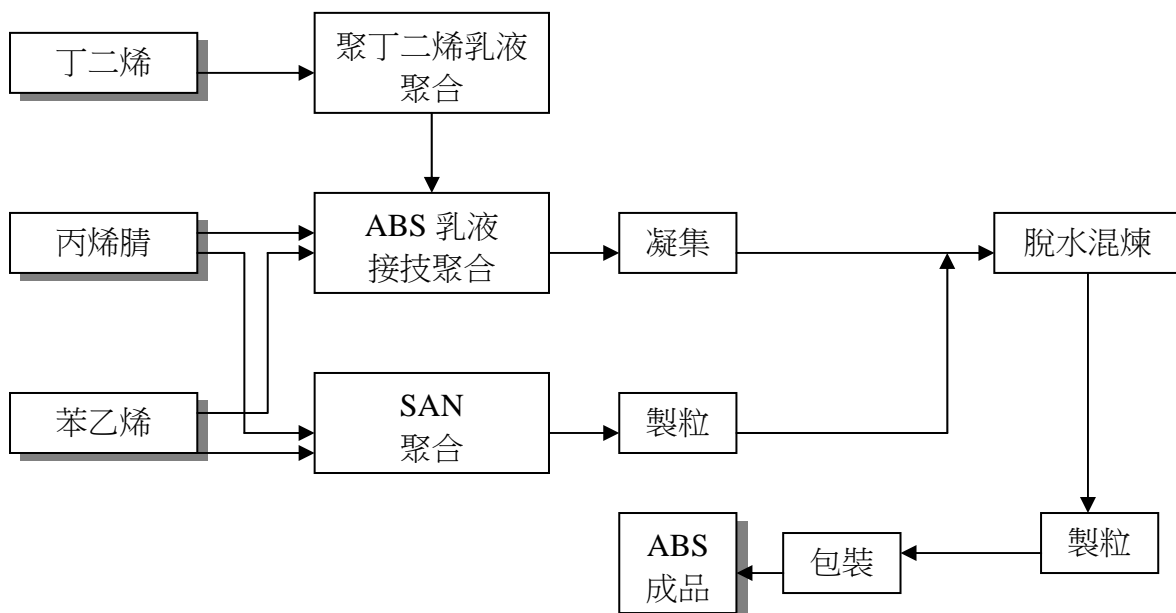 丁二烯
聚丁二烯乳液
聚合
丙烯腈
ABS 乳液
接技聚合
凝集
脫水混煉
苯乙烯
SAN
聚合
製粒
ABS
成品
包裝
製粒